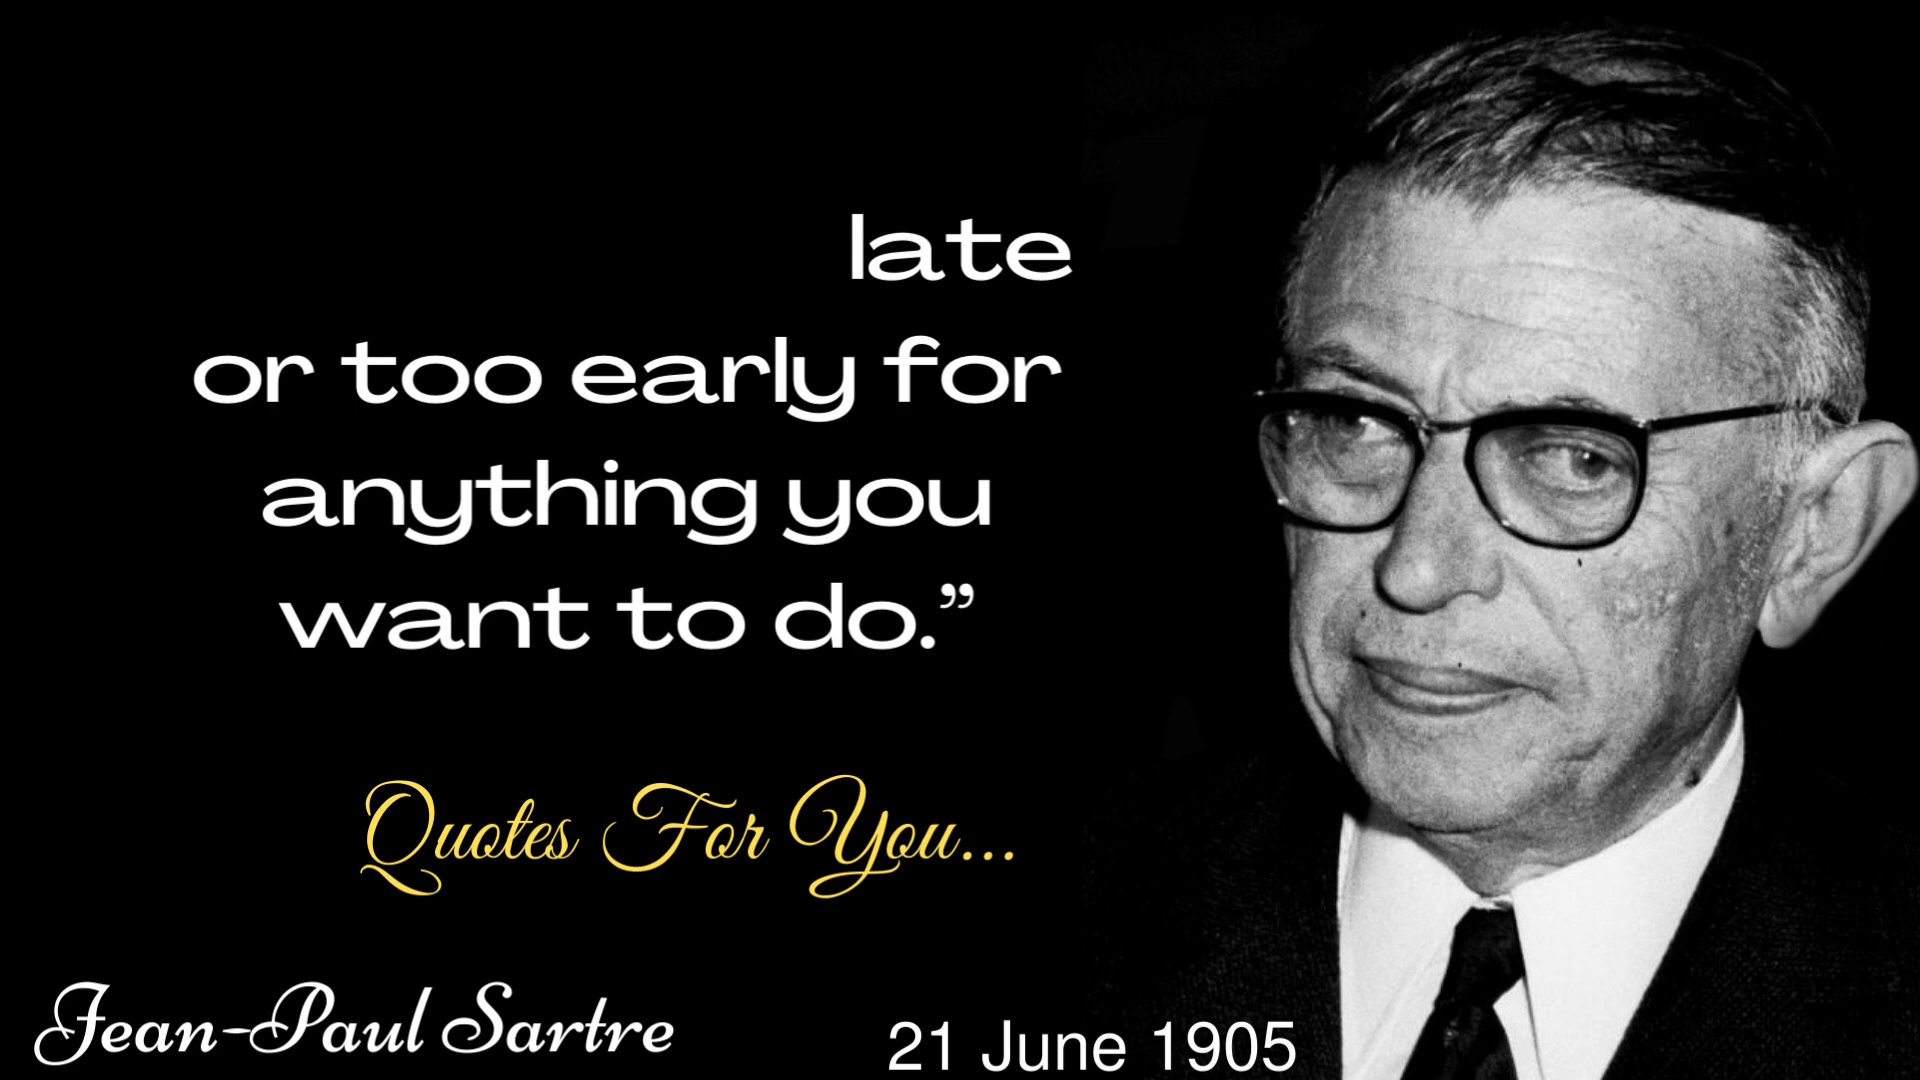 late
or too early for
anything you
want to do.”
Quotes For You...
Jean-Paul Sartre
21 June 1905